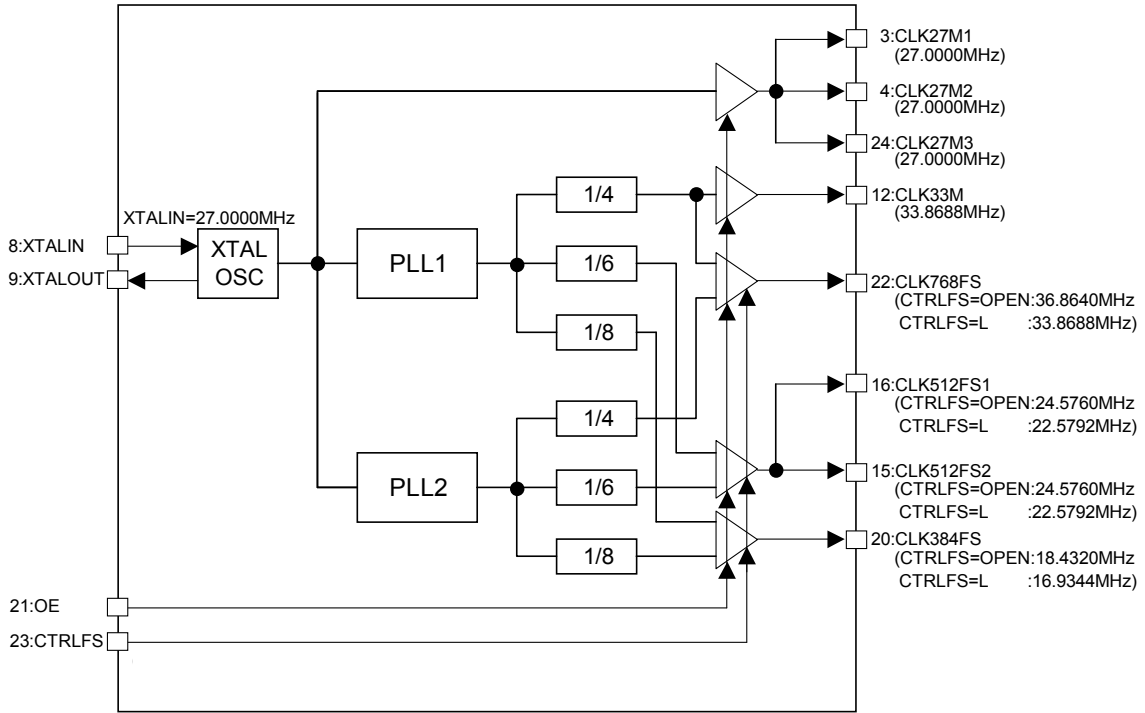 3:CLK27M1
(27.0000MHz)
4:CLK27M2
(27.0000MHz)
24:CLK27M3
(27.0000MHz)
1/4
12:CLK33M
(33.8688MHz)
XTALIN=27.0000MHz
8:XTALIN
9:XTALOUT
XTAL
OSC
PLL1
1/6
22:CLK768FS
(CTRLFS=OPEN:36.8640MHz
CTRLFS=L :33.8688MHz)
1/8
16:CLK512FS1
(CTRLFS=OPEN:24.5760MHz
CTRLFS=L :22.5792MHz)
1/4
PLL2
1/6
15:CLK512FS2
(CTRLFS=OPEN:24.5760MHz
CTRLFS=L :22.5792MHz)
1/8
20:CLK384FS
(CTRLFS=OPEN:18.4320MHz
CTRLFS=L :16.9344MHz)
21:OE
23:CTRLFS